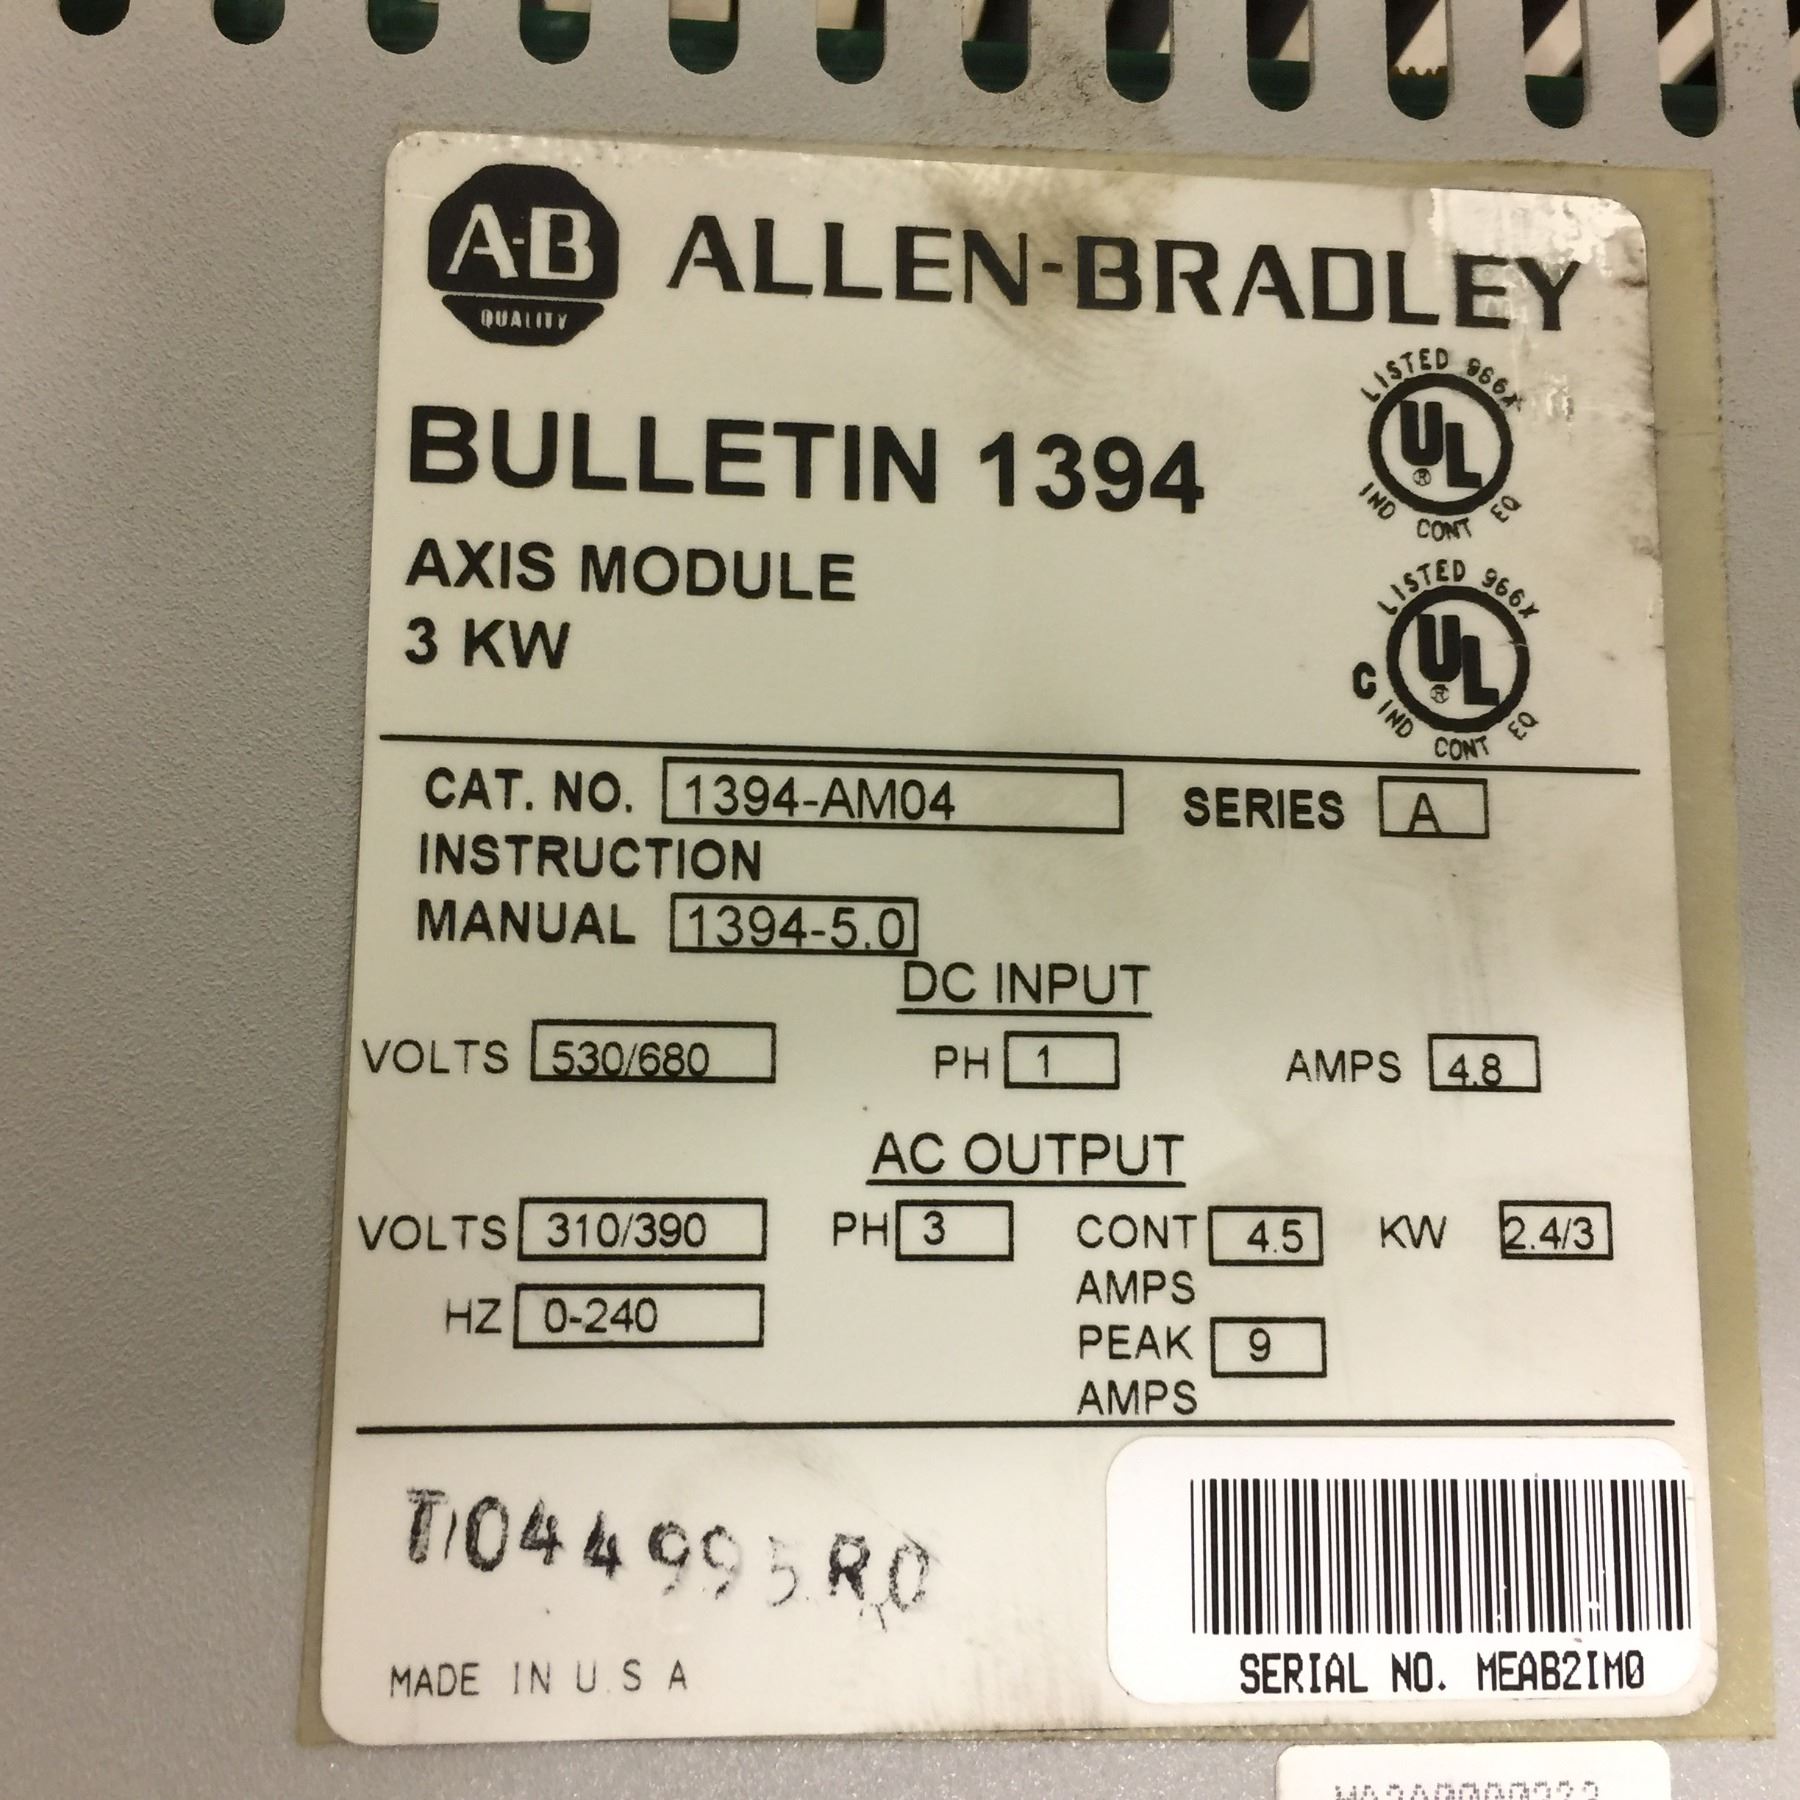 A-B
QUALITY
ALLEN-BRADLEY
BULLETIN 1394
AXIS MODULE
3 KW
LISTED 966X
UL
®
IND CONT EQ
LISTED 966X
C UL
®
IND CONT EQ
CAT. NO. 1394-AM04 SERIES A
INSTRUCTION
MANUAL 1394-5.0
DC INPUT
VOLTS 530/680 PH 1 AMPS 4.8
AC OUTPUT
VOLTS 310/390 PH 3 CONT 4.5 KW 2.4/3
AMPS
HZ 0-240
PEAK 9
AMPS
T1044995R0
MADE IN U.S A
SERIAL NO. MEAB2IM0